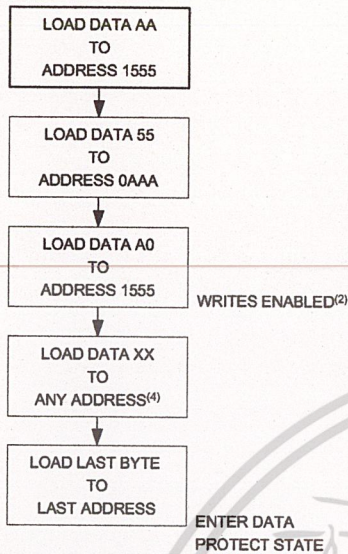 LOAD DATA AA
TO
ADDRESS 1555
LOAD DATA 55
TO
ADDRESS 0AAA
LOAD DATA A0
TO
ADDRESS 1555
WRITES ENABLED(2)
LOAD DATA XX
TO
ANY ADDRESS(4)
LOAD LAST BYTE
TO
LAST ADDRESS
ENTER DATA
PROTECT STATE